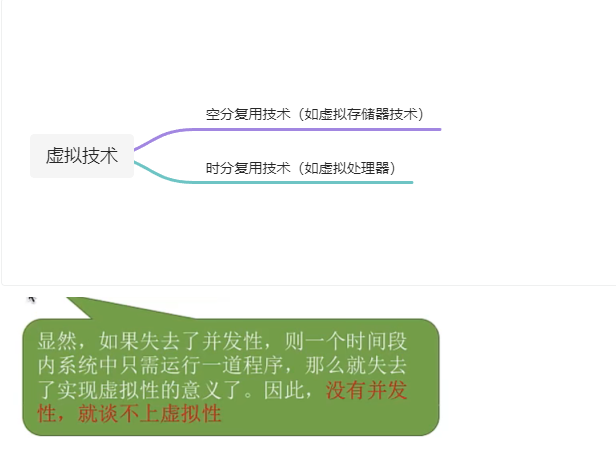 空分复用技术（如虚拟存储器技术）
虚拟技术
时分复用技术（如虚拟处理器）
显然，如果失去了并发性，则一个时间段
内系统中只需运行一道程序，那么就失去
了实现虚拟性的意义了。因此，没有并发
性，就谈不上虚拟性